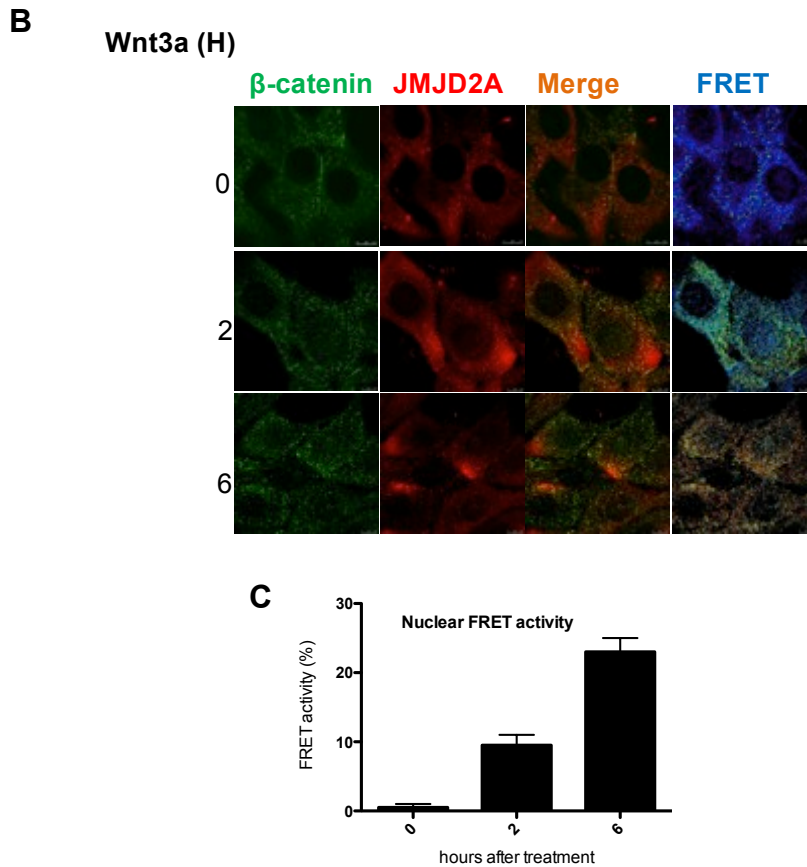 B
Wnt3a (H)
β-catenin JMJD2A Merge FRET
0
2
6
C
Nuclear FRET activity
FRET activity (%)
30
20
10
0
0 2 6
hours after treatment